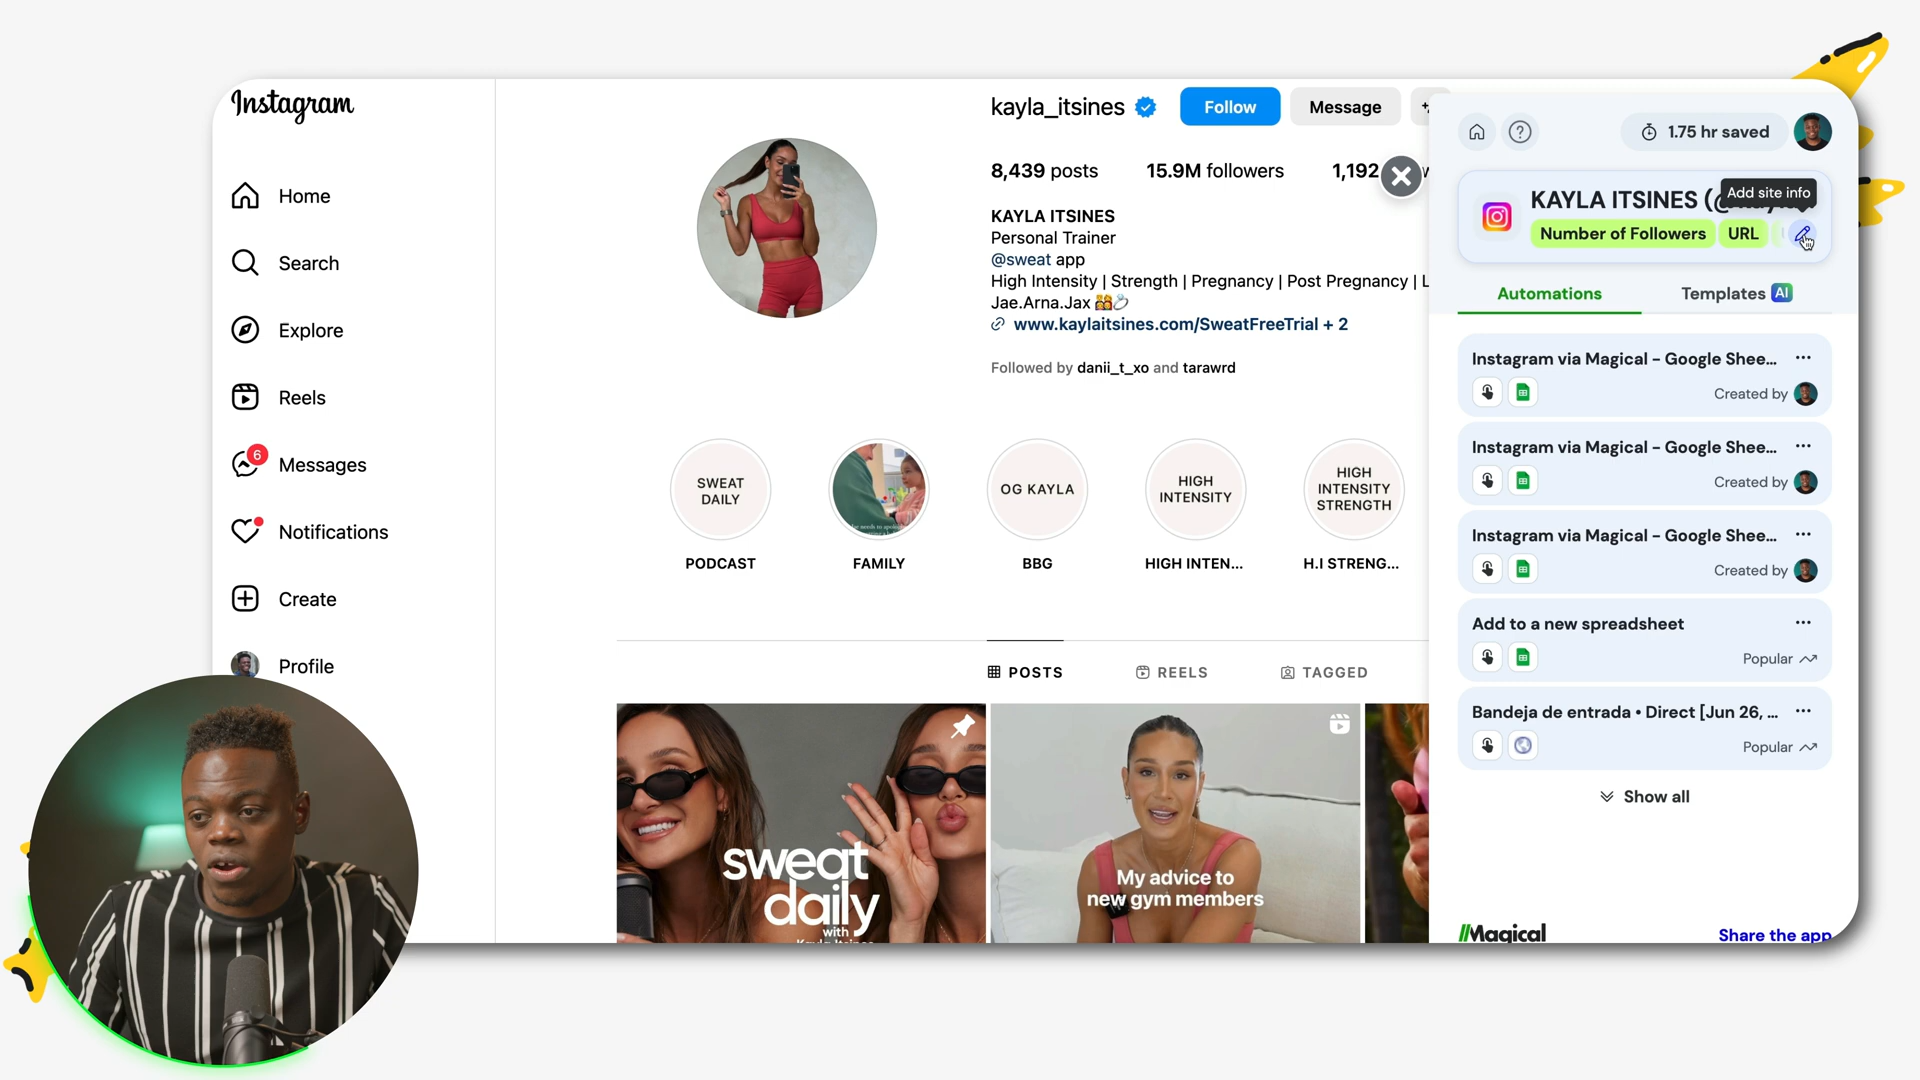 Instagram
Home
Search
Explore
Reels
6
Messages
Notifications
Create
Profile
kayla_itsines
Follow
Message
8,439 posts
15.9M followers
1,192
KAYLA ITSINES
Personal Trainer
@sweat app
High Intensity | Strength | Pregnancy | Post Pregnancy | L
Jae.Arna.Jax
www.kaylaitsines.com/SweatFreeTrial + 2
Followed by danii_t_xo and tarawrd
SWEAT
DAILY
OG KAYLA
HIGH
INTENSITY
HIGH
INTENSITY
STRENGTH
PODCAST
FAMILY
BBG
HIGH INTEN...
H.I STRENG...
POSTS
REELS
TAGGED
sweat
daily
with
My advice to
new gym members
1.75 hr saved
KAYLA ITSINES (@
Add site info
Number of Followers
URL
Automations
Templates AI
Instagram via Magical - Google Shee...
Created by
Instagram via Magical - Google Shee...
Created by
Instagram via Magical - Google Shee...
Created by
Add to a new spreadsheet
Popular
Bandeja de entrada • Direct [Jun 26, ...
Popular
Show all
Magical
Share the app